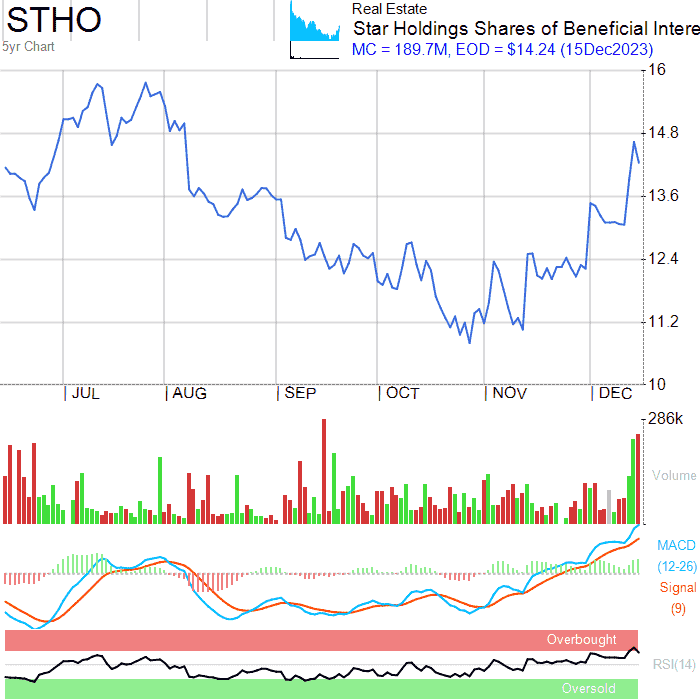 STHO
5yr Chart
Real Estate
Star Holdings Shares of Beneficial Intere
MC = 189.7M, EOD = $14.24 (15Dec2023)
16
14.8
13.6
12.4
11.2
10
JUL AUG SEP OCT NOV DEC
286k
Volume
MACD
(12-26)
Signal
(9)
Overbought
RSI(14)
Oversold